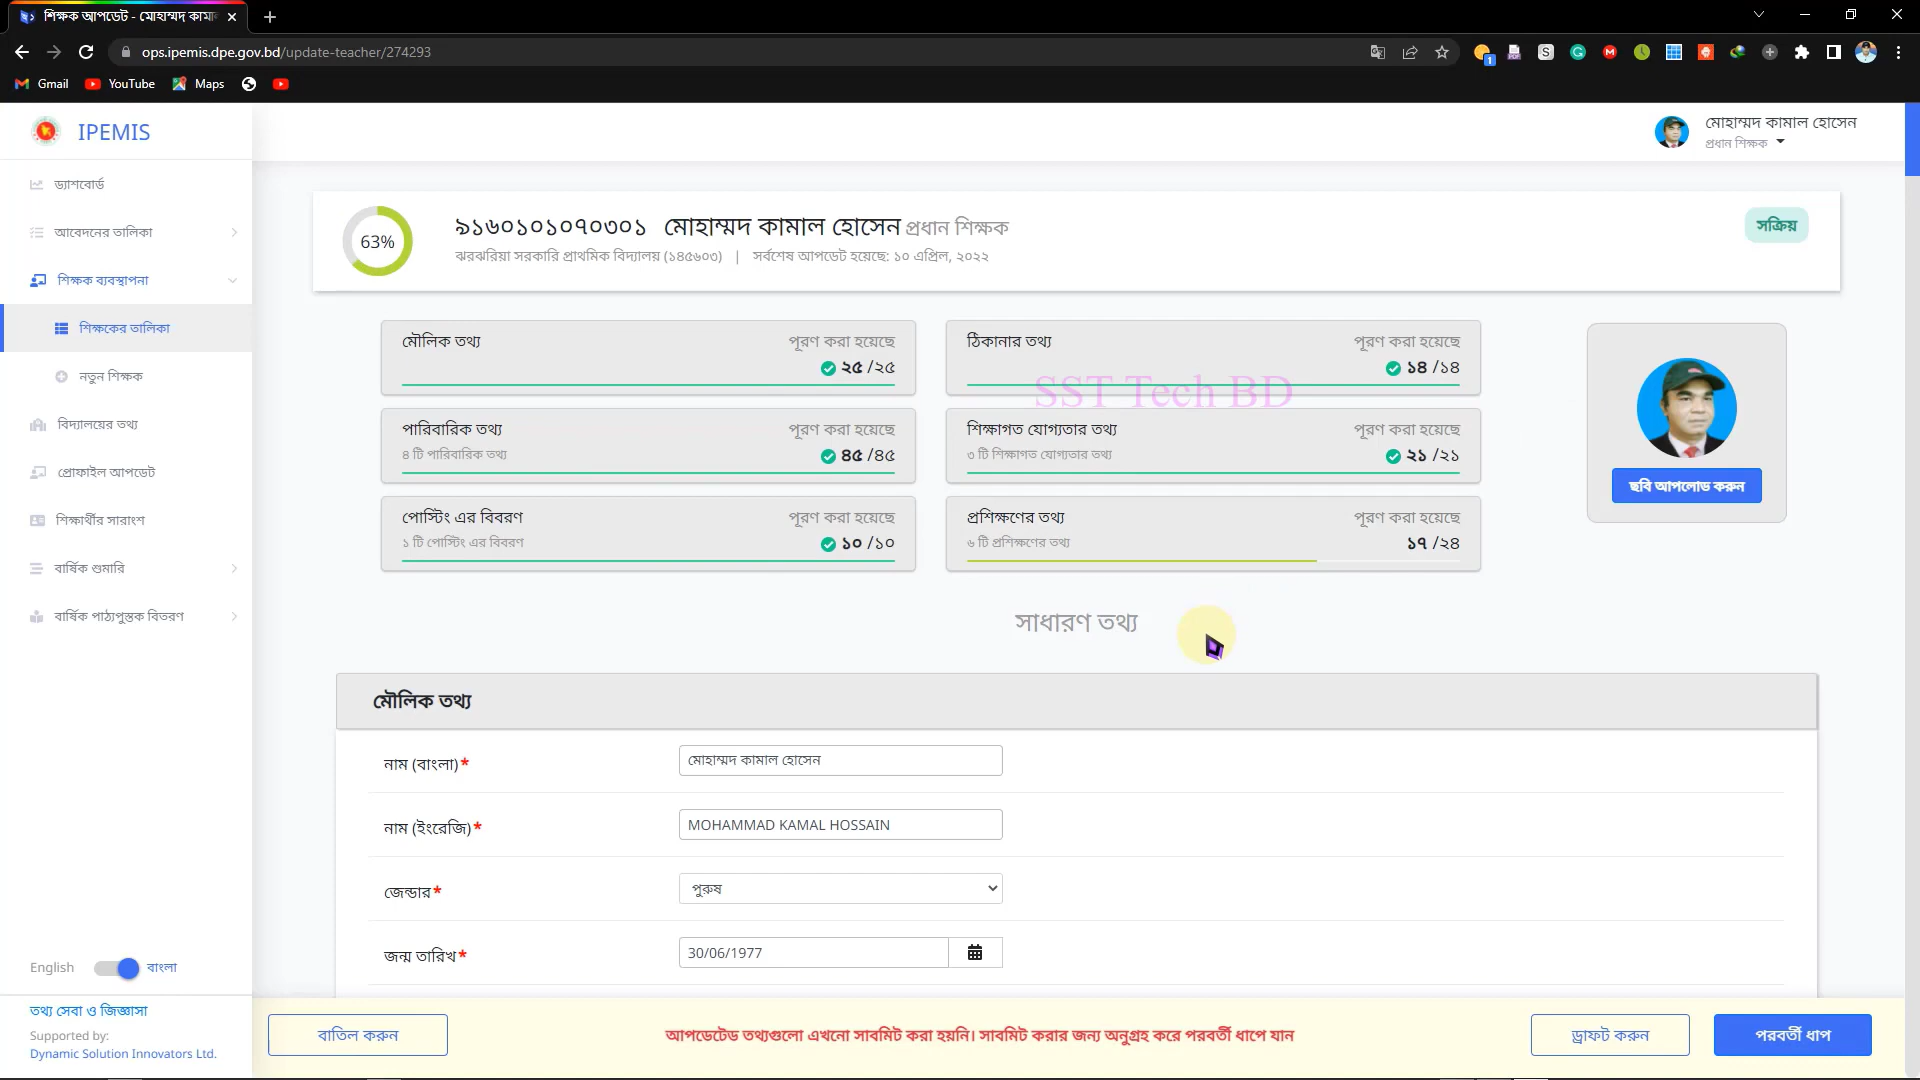 শিক্ষক আপডেট - মোহাম্মদ কামাল
ops.ipemis.dpe.gov.bd/update-teacher/274293
Gmail YouTube Maps
IPEMIS
মোহাম্মদ কামাল হোসেন
প্রধান শিক্ষক
ড্যাশবোর্ড
আবেদনের তালিকা
শিক্ষক ব্যবস্থাপনা
শিক্ষকের তালিকা
নতুন শিক্ষক
বিদ্যালয়ের তথ্য
প্রোফাইল আপডেট
শিক্ষার্থীর সারাংশ
বার্ষিক শুমারি
বার্ষিক পাঠ্যপুস্তক বিতরণ
English বাংলা
তথ্য সেবা ও জিজ্ঞাসা
Supported by:
Dynamic Solution Innovators Ltd.
63%
৯১৬০১০১০৭০৩০১ মোহাম্মদ কামাল হোসেন প্রধান শিক্ষক
ঝরঝরিয়া সরকারি প্রাথমিক বিদ্যালয় (১৪৫৬০৩) | সর্বশেষ আপডেট হয়েছে: ১০ এপ্রিল, ২০২২
সক্রিয়
মৌলিক তথ্য পূরণ করা হয়েছে
২৫ /২৫
ঠিকানার তথ্য পূরণ করা হয়েছে
১৪ /১৪
SST Tech BD
পারিবারিক তথ্য পূরণ করা হয়েছে
৪ টি পারিবারিক তথ্য ৪৫ /৪৫
শিক্ষাগত যোগ্যতার তথ্য পূরণ করা হয়েছে
৩ টি শিক্ষাগত যোগ্যতার তথ্য ২১ /২১
পোস্টিং এর বিবরণ পূরণ করা হয়েছে
১ টি পোস্টিং এর বিবরণ ১০ /১০
প্রশিক্ষণের তথ্য পূরণ করা হয়েছে
৬ টি প্রশিক্ষণের তথ্য ১৭ /২৪
ছবি আপলোড করুন
সাধারণ তথ্য
মৌলিক তথ্য
নাম (বাংলা)* মোহাম্মদ কামাল হোসেন
নাম (ইংরেজি)* MOHAMMAD KAMAL HOSSAIN
জেন্ডার* পুরুষ
জন্ম তারিখ* 30/06/1977
বাতিল করুন
আপডেটেড তথ্যগুলো এখনো সাবমিট করা হয়নি। সাবমিট করার জন্য অনুগ্রহ করে পরবর্তী ধাপে যান
ড্রাফট করুন
পরবর্তী ধাপ